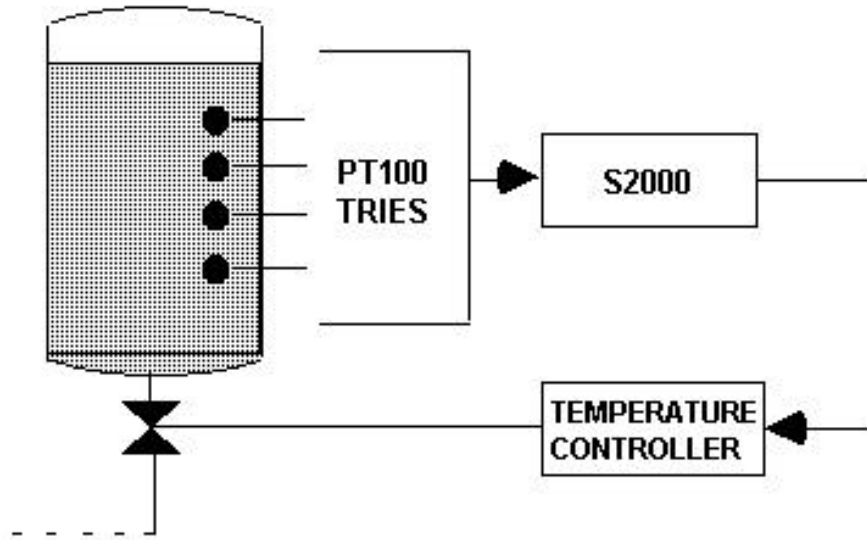 PT100
TRIES
S2000
TEMPERATURE
CONTROLLER